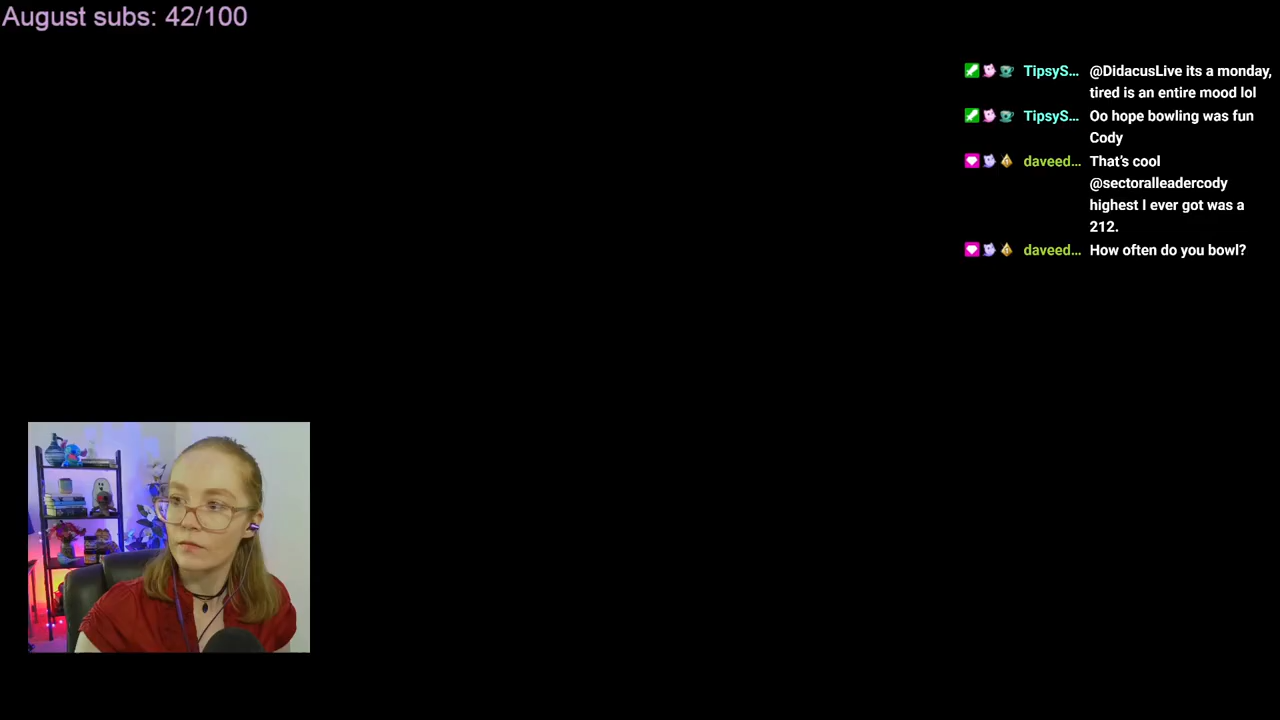 August subs: 42/100
TipsyS... @DidacusLive its a monday,
tired is an entire mood lol
TipsyS... Oo hope bowling was fun
Cody
daveed... That’s cool
@sectoralleadercody
highest I ever got was a
212.
daveed... How often do you bowl?